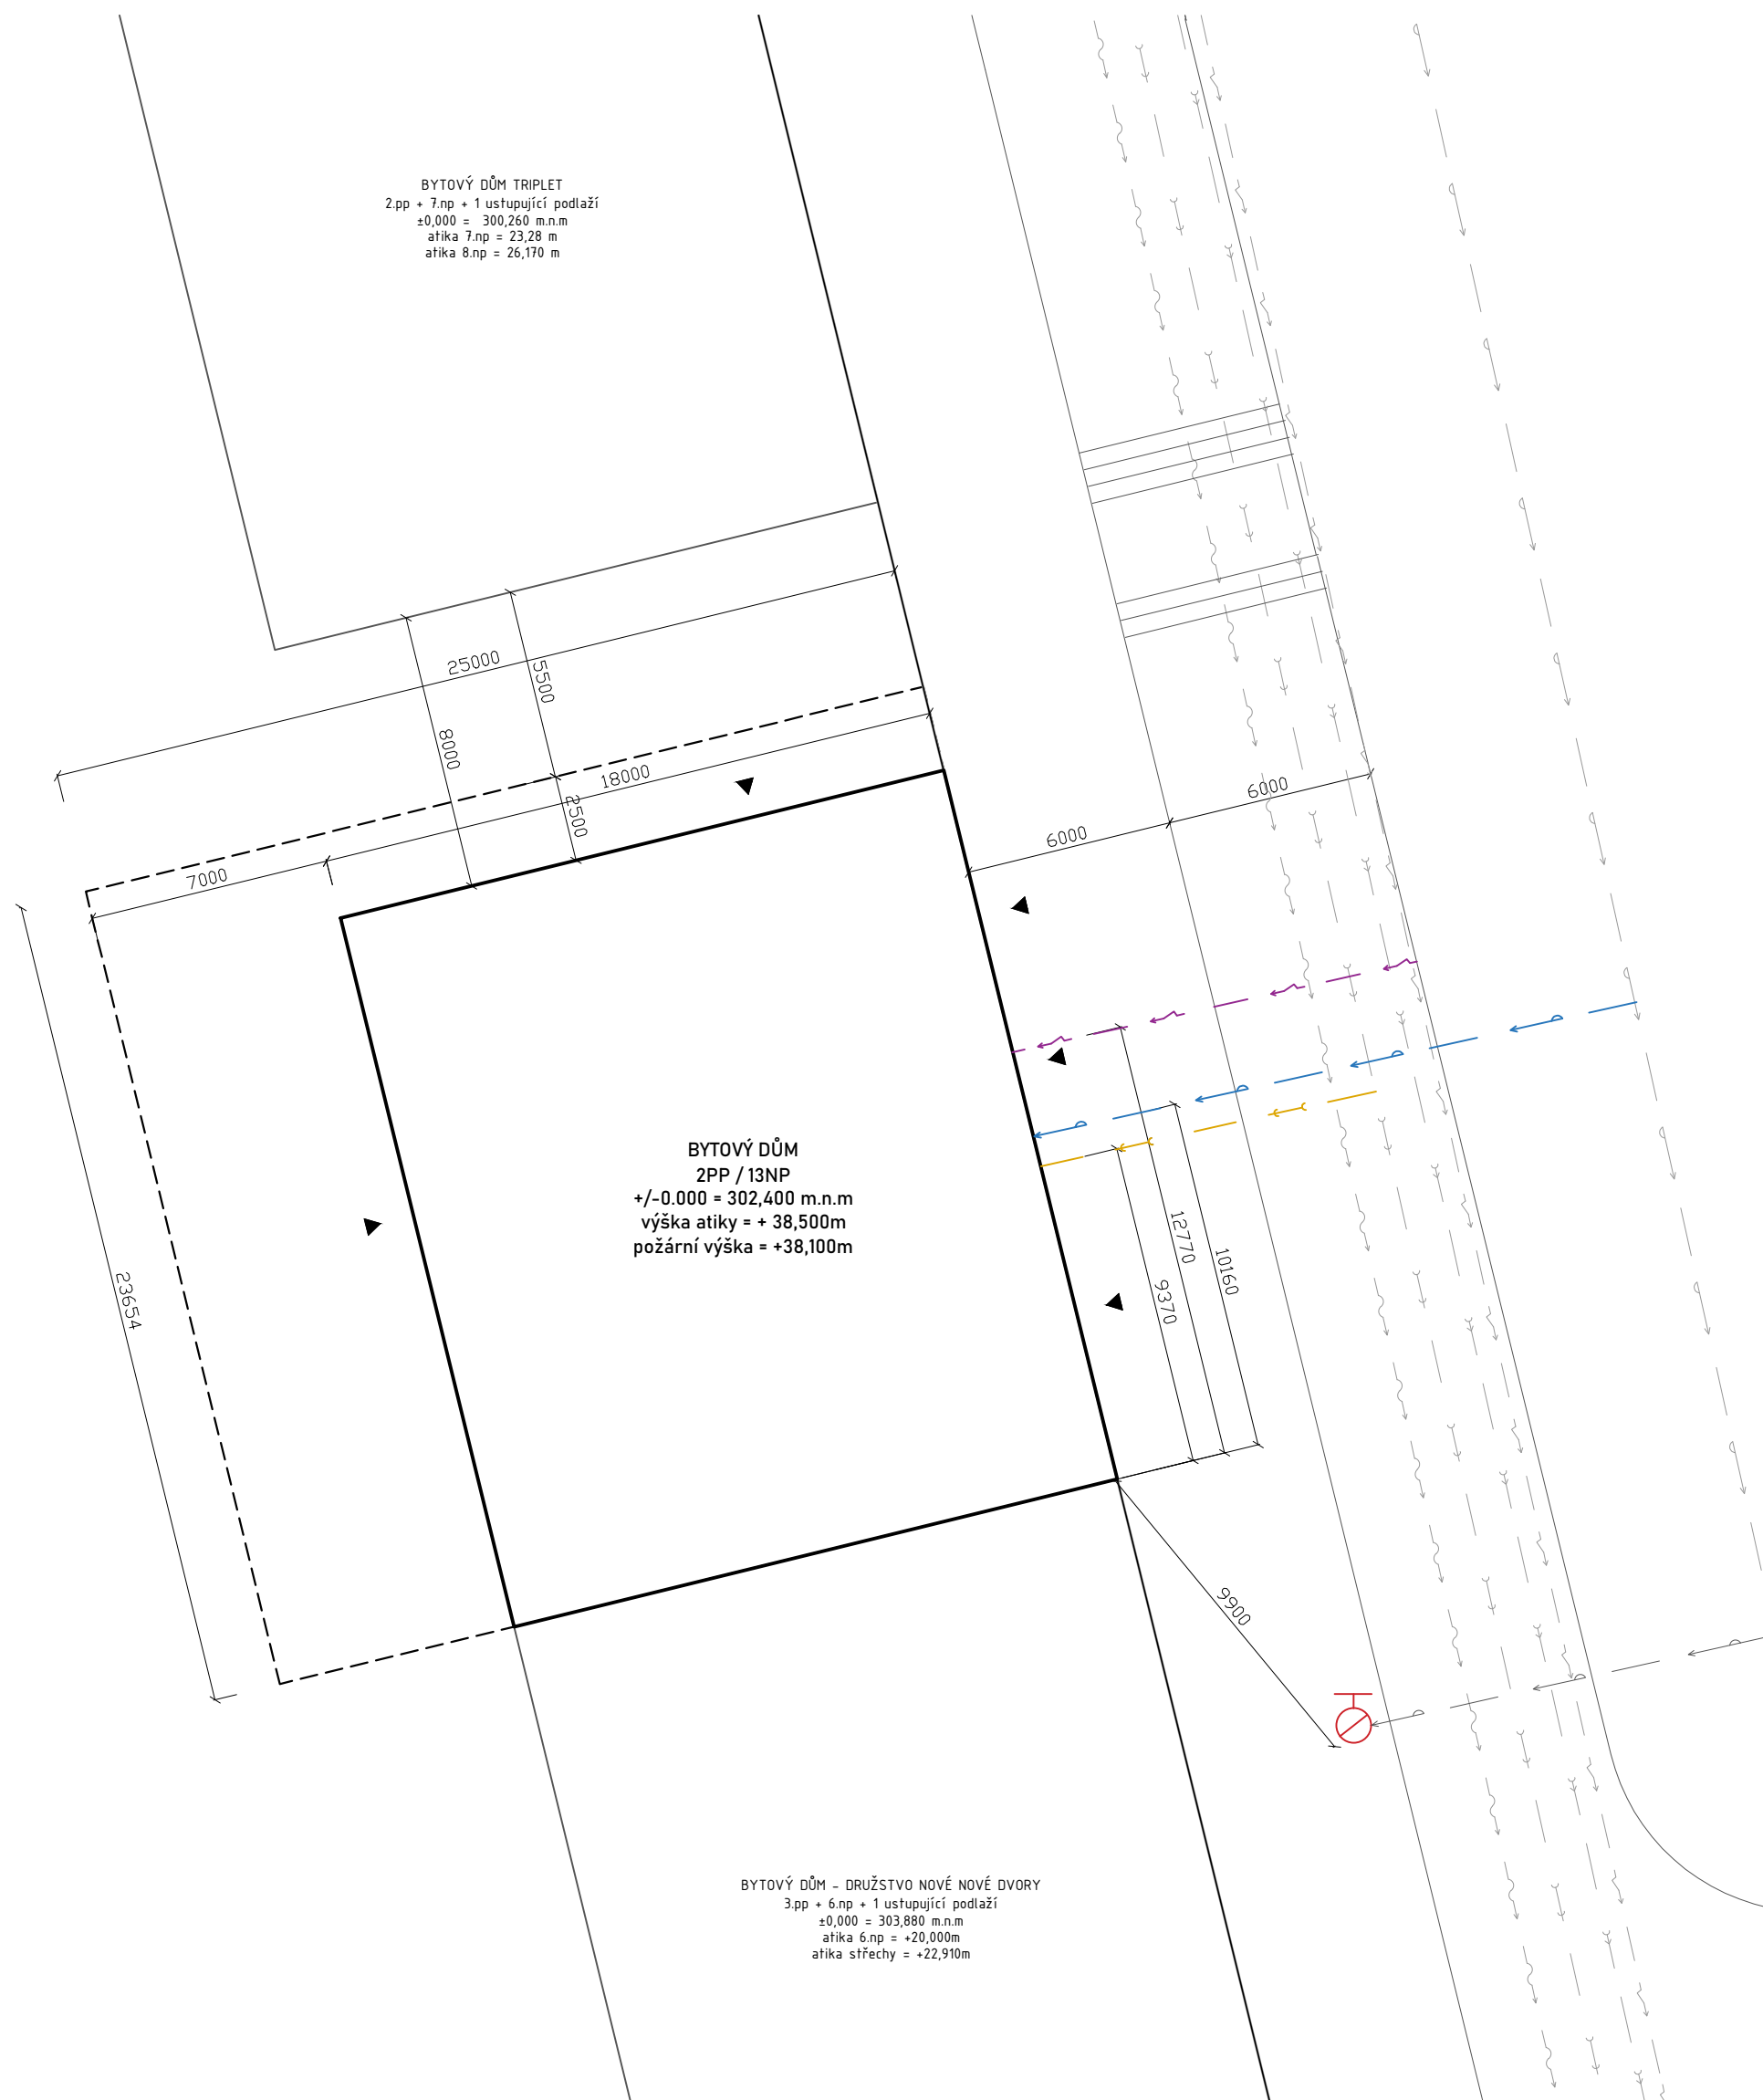 BYTOVÝ DŮM TRIPLET
2.pp + 7.np + 1 ustupující podlaží
±0,000 = 300,260 m.n.m
atika 7.np = 23,28 m
atika 8.np = 26,170 m
25000
5500
8000
18000
2500
7000
6000
6000
23654
BYTOVÝ DŮM
2PP / 13NP
+/-0.000 = 302,400 m.n.m
výška atiky = + 38,500m
požární výška = +38,100m
12770
10160
9370
9900
BYTOVÝ DŮM - DRUŽSTVO NOVÉ NOVÉ DVORY
3.pp + 6.np + 1 ustupující podlaží
±0,000 = 303,880 m.n.m
atika 6.np = +20,000m
atika střechy = +22,910m